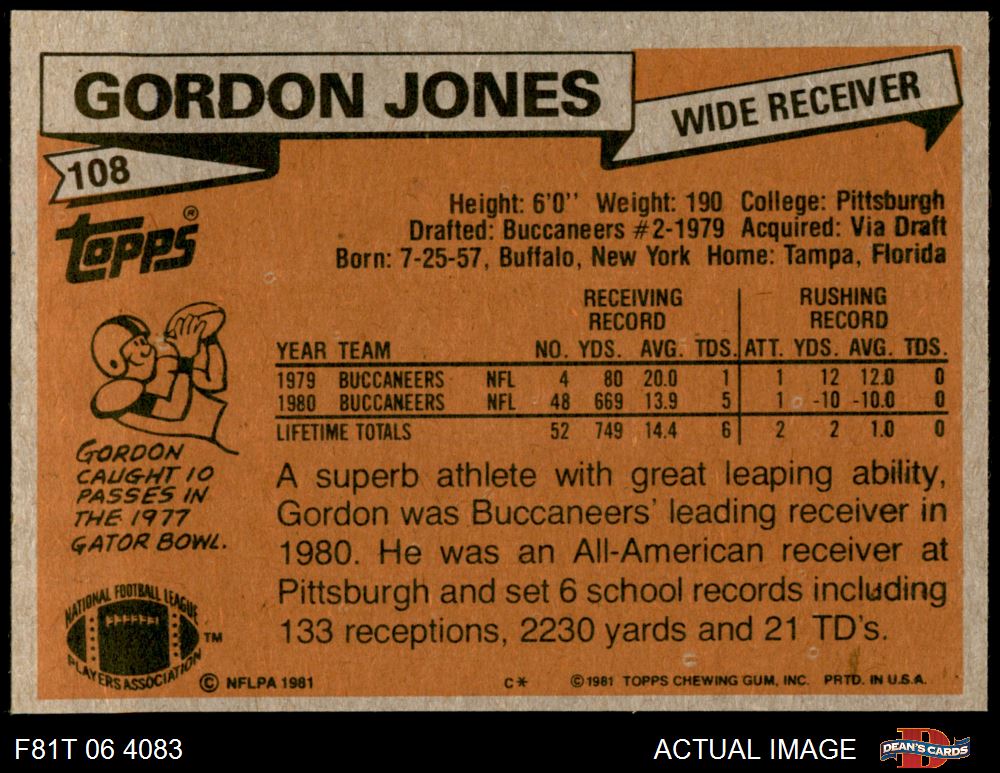 GORDON JONES
WIDE RECEIVER
108
topps®
Height: 6'0" Weight: 190 College: Pittsburgh
Drafted: Buccaneers #2-1979 Acquired: Via Draft
Born: 7-25-57, Buffalo, New York Home: Tampa, Florida
RECEIVING RECORD RUSHING RECORD
YEAR TEAM NO. YDS. AVG. TDS. ATT. YDS. AVG. TDS.
1979 BUCCANEERS NFL 4 80 20.0 1 1 12 12.0 0
1980 BUCCANEERS NFL 48 669 13.9 5 1 -10 -10.0 0
LIFETIME TOTALS 52 749 14.4 6 2 2 1.0 0
GORDON
CAUGHT 10
PASSES IN
THE 1977
GATOR BOWL.
A superb athlete with great leaping ability,
Gordon was Buccaneers' leading receiver in
1980. He was an All-American receiver at
Pittsburgh and set 6 school records including
133 receptions, 2230 yards and 21 TD's.
NATIONAL FOOTBALL LEAGUE
PLAYERS ASSOCIATION
TM
© NFLPA 1981
C*
© 1981 TOPPS CHEWING GUM, INC. PRTD. IN U.S.A.
F81T 06 4083
ACTUAL IMAGE
DEAN'S CARDS